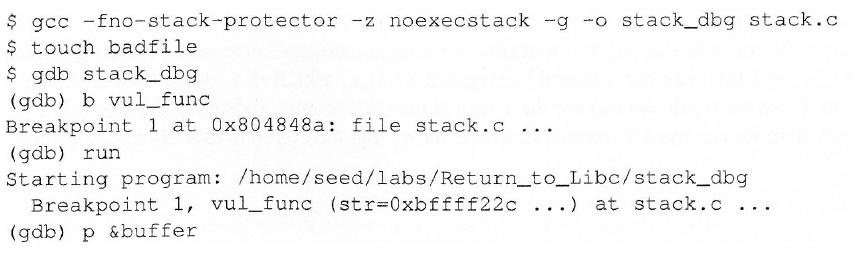 $ gcc -fno-stack-protector -z noexecstack -g -o stack_dbg stack.c
$ touch badfile
$ gdb stack_dbg
(gdb) b vul_func
Breakpoint 1 at 0x804848a: file stack.c ...
(gdb) run
Starting program: /home/seed/labs/Return_to_Libc/stack_dbg
  Breakpoint 1, vul_func (str=0xbffff22c ...) at stack.c ...
(gdb) p &buffer